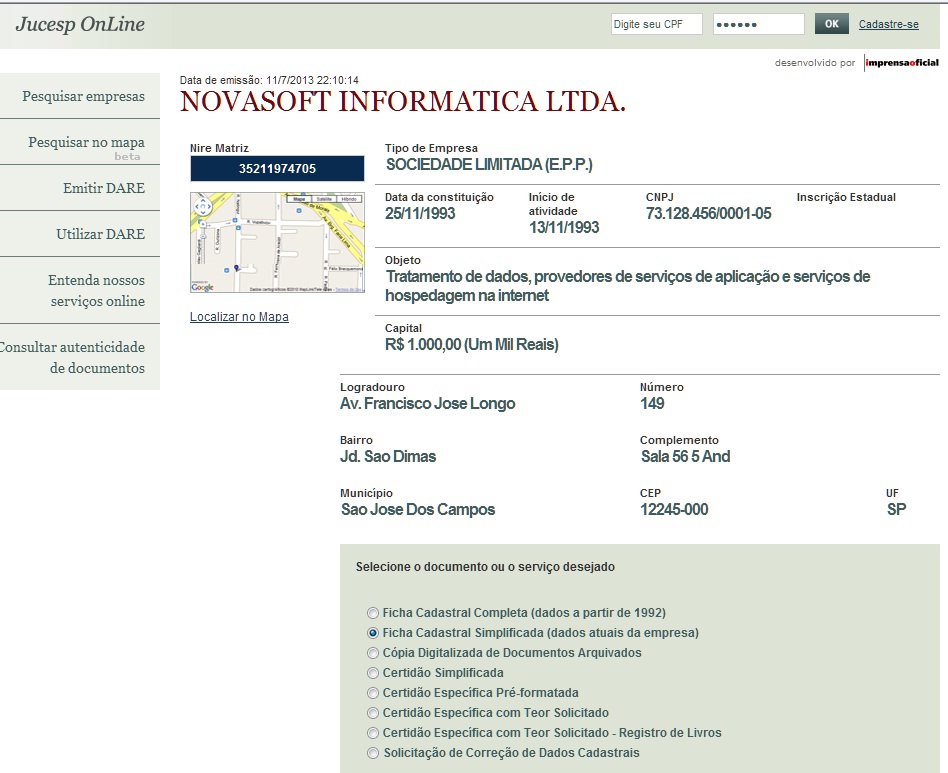 Jucesp OnLine
Digite seu CPF
••••••
OK
Cadastre-se
desenvolvido por
imprensaoficial
Pesquisar empresas
Pesquisar no mapa
beta
Emitir DARE
Utilizar DARE
Entenda nossos
serviços online
Consultar autenticidade
de documentos
Data de emissão: 11/7/2013 22:10:14
NOVASOFT INFORMATICA LTDA.
Nire Matriz
35211974705
Mapa
Satélite
Híbrido
Google
Localizar no Mapa
Tipo de Empresa
SOCIEDADE LIMITADA (E.P.P.)
Data da constituição
25/11/1993
Início de
atividade
13/11/1993
CNPJ
73.128.456/0001-05
Inscrição Estadual
Objeto
Tratamento de dados, provedores de serviços de aplicação e serviços de
hospedagem na internet
Capital
R$ 1.000,00 (Um Mil Reais)
Logradouro
Av. Francisco Jose Longo
Número
149
Bairro
Jd. Sao Dimas
Complemento
Sala 56 5 And
Município
Sao Jose Dos Campos
CEP
12245-000
UF
SP
Selecione o documento ou o serviço desejado
Ficha Cadastral Completa (dados a partir de 1992)
Ficha Cadastral Simplificada (dados atuais da empresa)
Cópia Digitalizada de Documentos Arquivados
Certidão Simplificada
Certidão Específica Pré-formatada
Certidão Específica com Teor Solicitado
Certidão Específica com Teor Solicitado - Registro de Livros
Solicitação de Correção de Dados Cadastrais